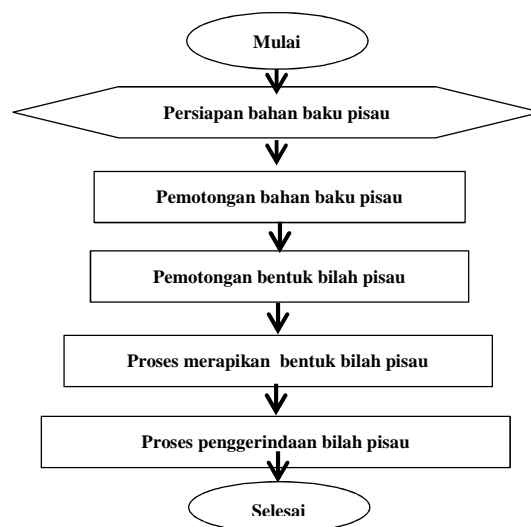 Mulai
Persiapan bahan baku pisau
Pemotongan bahan baku pisau
Pemotongan bentuk bilah pisau
Proses merapikan bentuk bilah pisau
Proses penggerindaan bilah pisau
Selesai